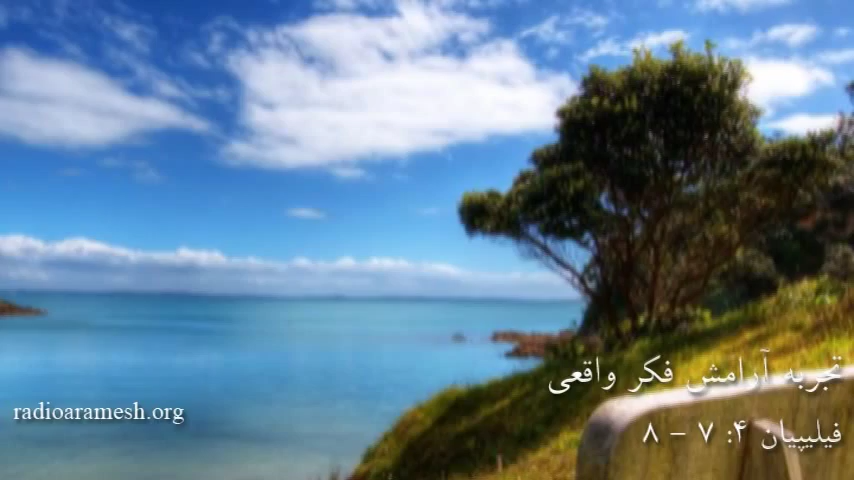 تجربه آرامش فکر واقعی
radioaramesh.org
فیلیپیان ۴: ۷ – ۸